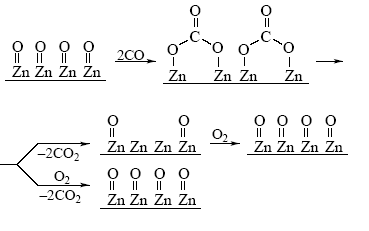 O O
C C
O O O O 2CO O O O O
Zn Zn Zn Zn Zn Zn Zn Zn
O O O O O O
−2CO₂ Zn Zn Zn Zn O₂ Zn Zn Zn Zn
O₂ O O O O
−2CO₂ Zn Zn Zn Zn